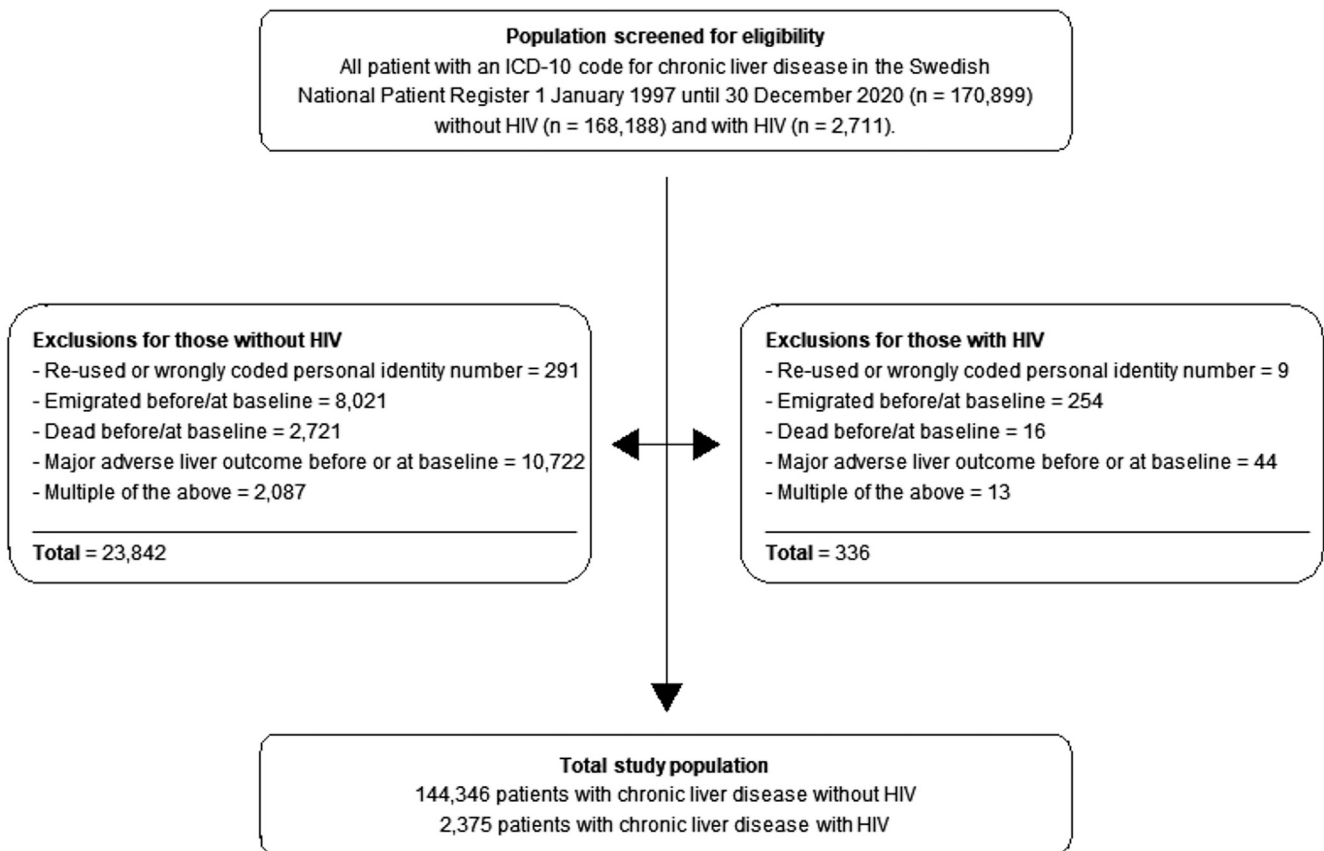 Population screened for eligibility
All patient with an ICD-10 code for chronic liver disease in the Swedish
National Patient Register 1 January 1997 until 30 December 2020 (n = 170,899)
without HIV (n = 168,188) and with HIV (n = 2,711).
Exclusions for those without HIV
- Re-used or wrongly coded personal identity number = 291
- Emigrated before/at baseline = 8,021
- Dead before/at baseline = 2,721
- Major adverse liver outcome before or at baseline = 10,722
- Multiple of the above = 2,087
Total = 23,842
Exclusions for those with HIV
- Re-used or wrongly coded personal identity number = 9
- Emigrated before/at baseline = 254
- Dead before/at baseline = 16
- Major adverse liver outcome before or at baseline = 44
- Multiple of the above = 13
Total = 336
Total study population
144,346 patients with chronic liver disease without HIV
2,375 patients with chronic liver disease with HIV